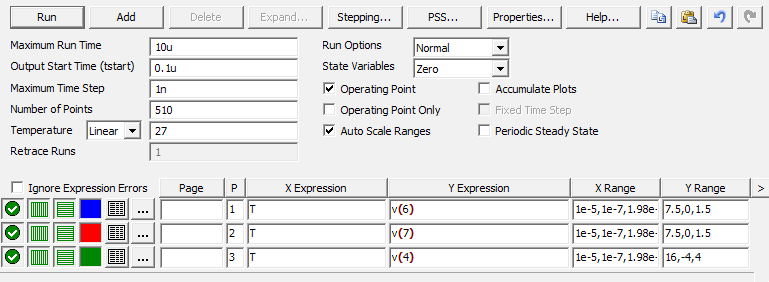 Run Add Delete Expand... Stepping... PSS... Properties... Help...
Maximum Run Time 10u Run Options Normal
Output Start Time (tstart) 0.1u State Variables Zero
Maximum Time Step 1n Operating Point Accumulate Plots
Number of Points 510 Operating Point Only Fixed Time Step
Temperature Linear 27 Auto Scale Ranges Periodic Steady State
Retrace Runs 1
Ignore Expression Errors Page P X Expression Y Expression X Range Y Range >
... 1 T v(6) 1e-5,1e-7,1.98e- 7.5,0,1.5
... 2 T v(7) 1e-5,1e-7,1.98e- 7.5,0,1.5
... 3 T v(4) 1e-5,1e-7,1.98e- 16,-4,4